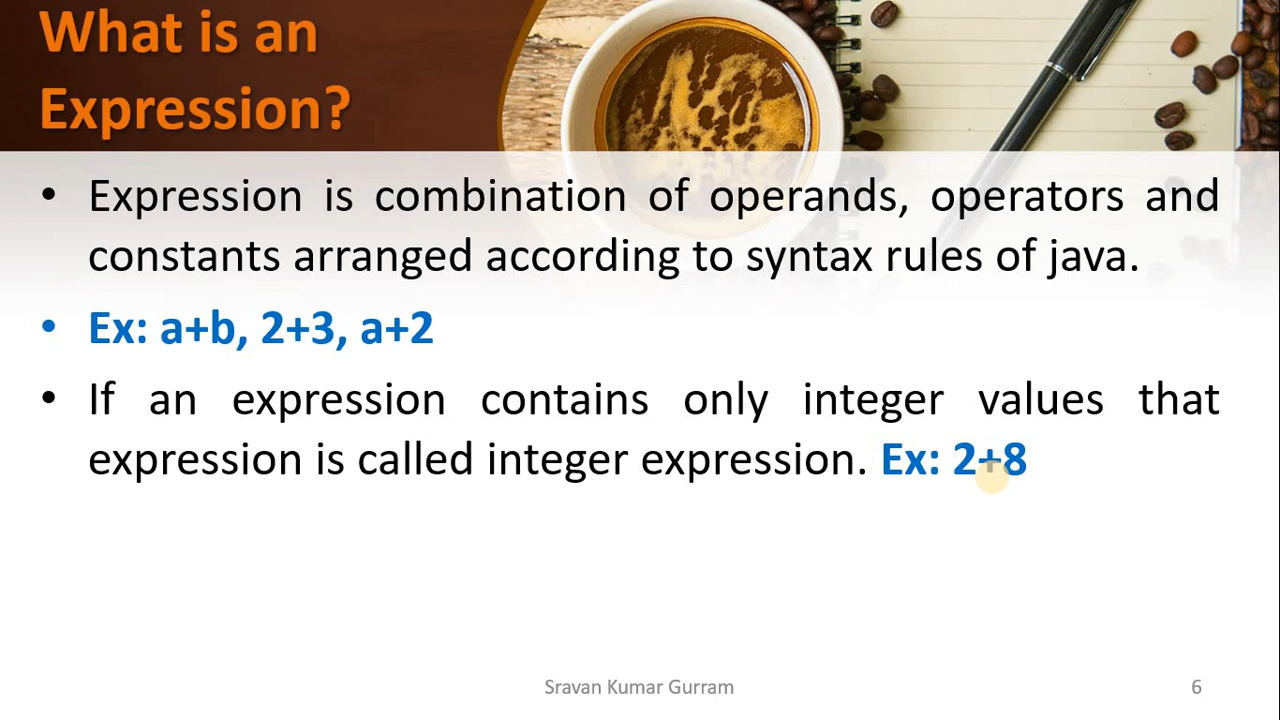 What is an
Expression?
• Expression is combination of operands, operators and
constants arranged according to syntax rules of java.
• Ex: a+b, 2+3, a+2
• If an expression contains only integer values that
expression is called integer expression. Ex: 2+8
Sravan Kumar Gurram
6